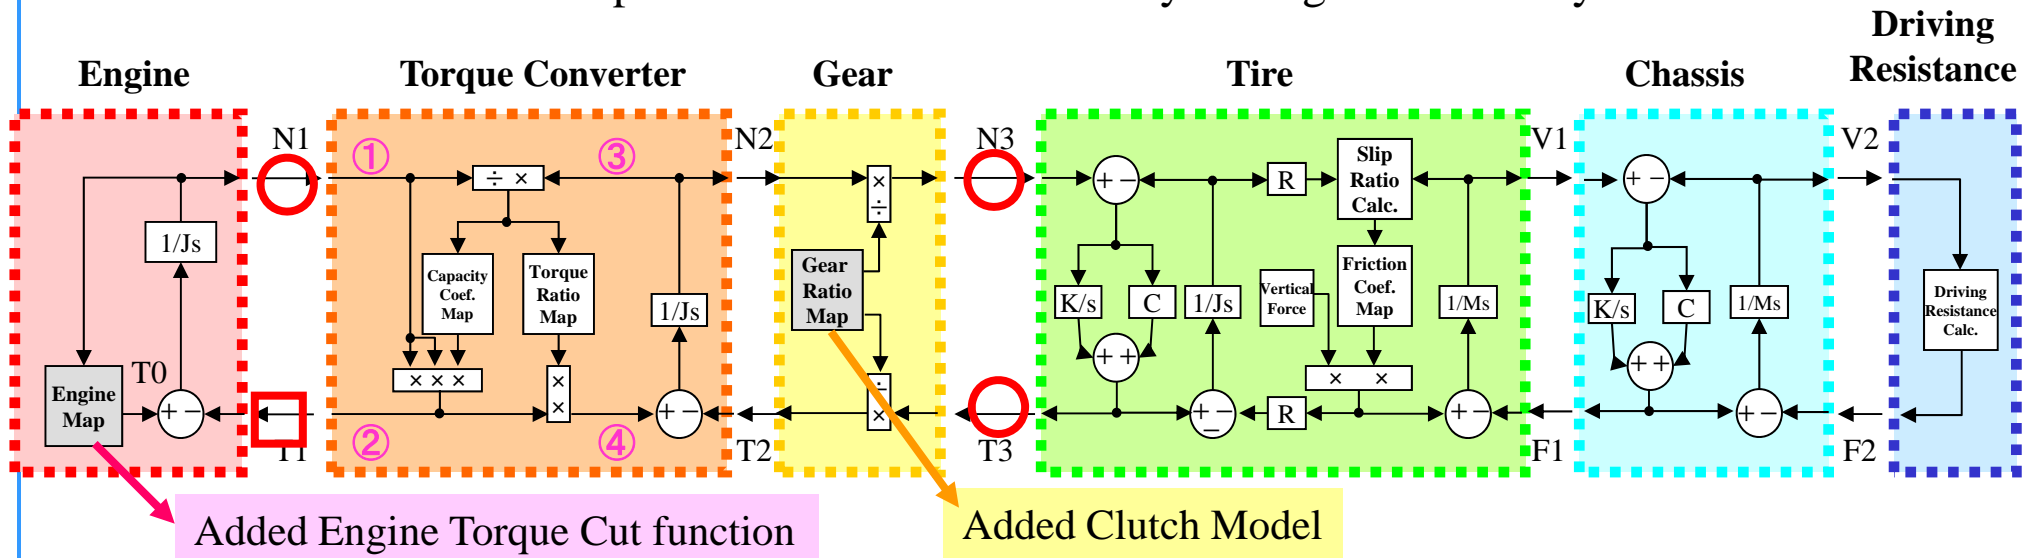 Engine
Torque Converter
Gear
Tire
Chassis
Driving
Resistance
N1
N2
N3
V1
V2
① ③
÷ ×
1/Js
Capacity
Coef.
Map
Torque
Ratio
Map
1/Js
× × ×
×
×
Engine
Map
T0
+ −
T1
② ④
+ −
T2
×
÷
Gear
Ratio
Map
÷
×
T3
+ −
R
Slip
Ratio
Calc.
K/s
C
1/Js
Vertical
Force
Friction
Coef.
Map
1/Ms
+ +
× ×
+ −
−
R
+ −
F1
+ −
K/s
C
1/Ms
+ +
+ −
F2
Driving
Resistance
Calc.
Added Engine Torque Cut function
Added Clutch Model